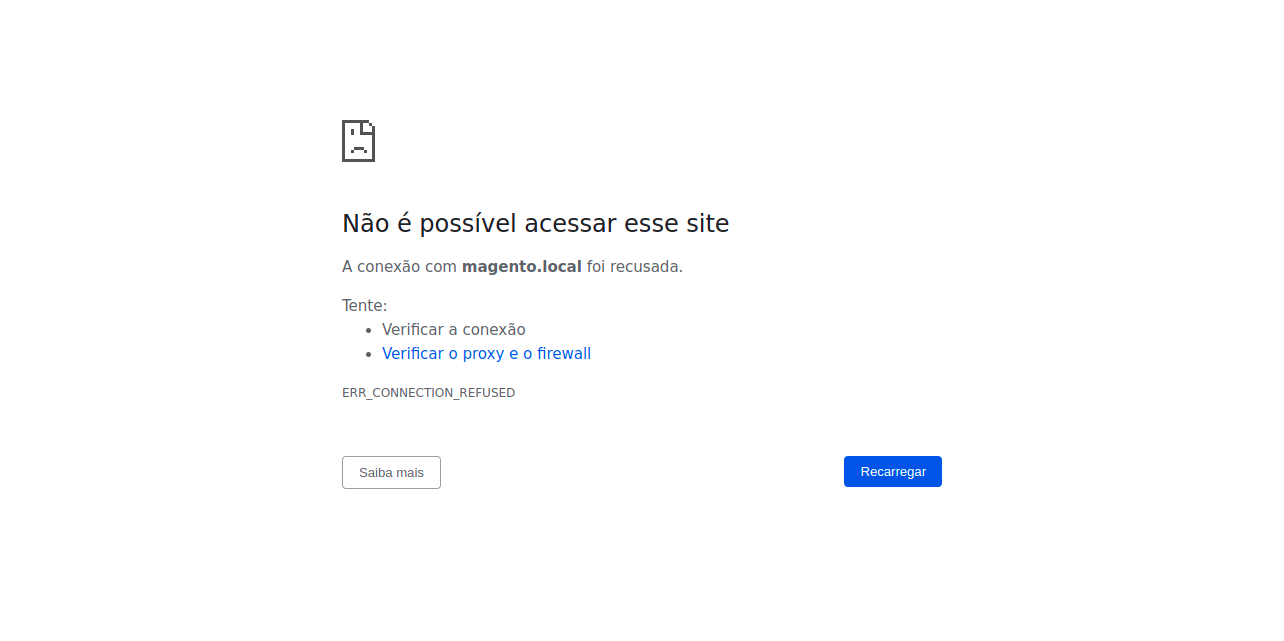 Não é possível acessar esse site
A conexão com magento.local foi recusada.
Tente:
Verificar a conexão
Verificar o proxy e o firewall
ERR_CONNECTION_REFUSED
Saiba mais
Recarregar